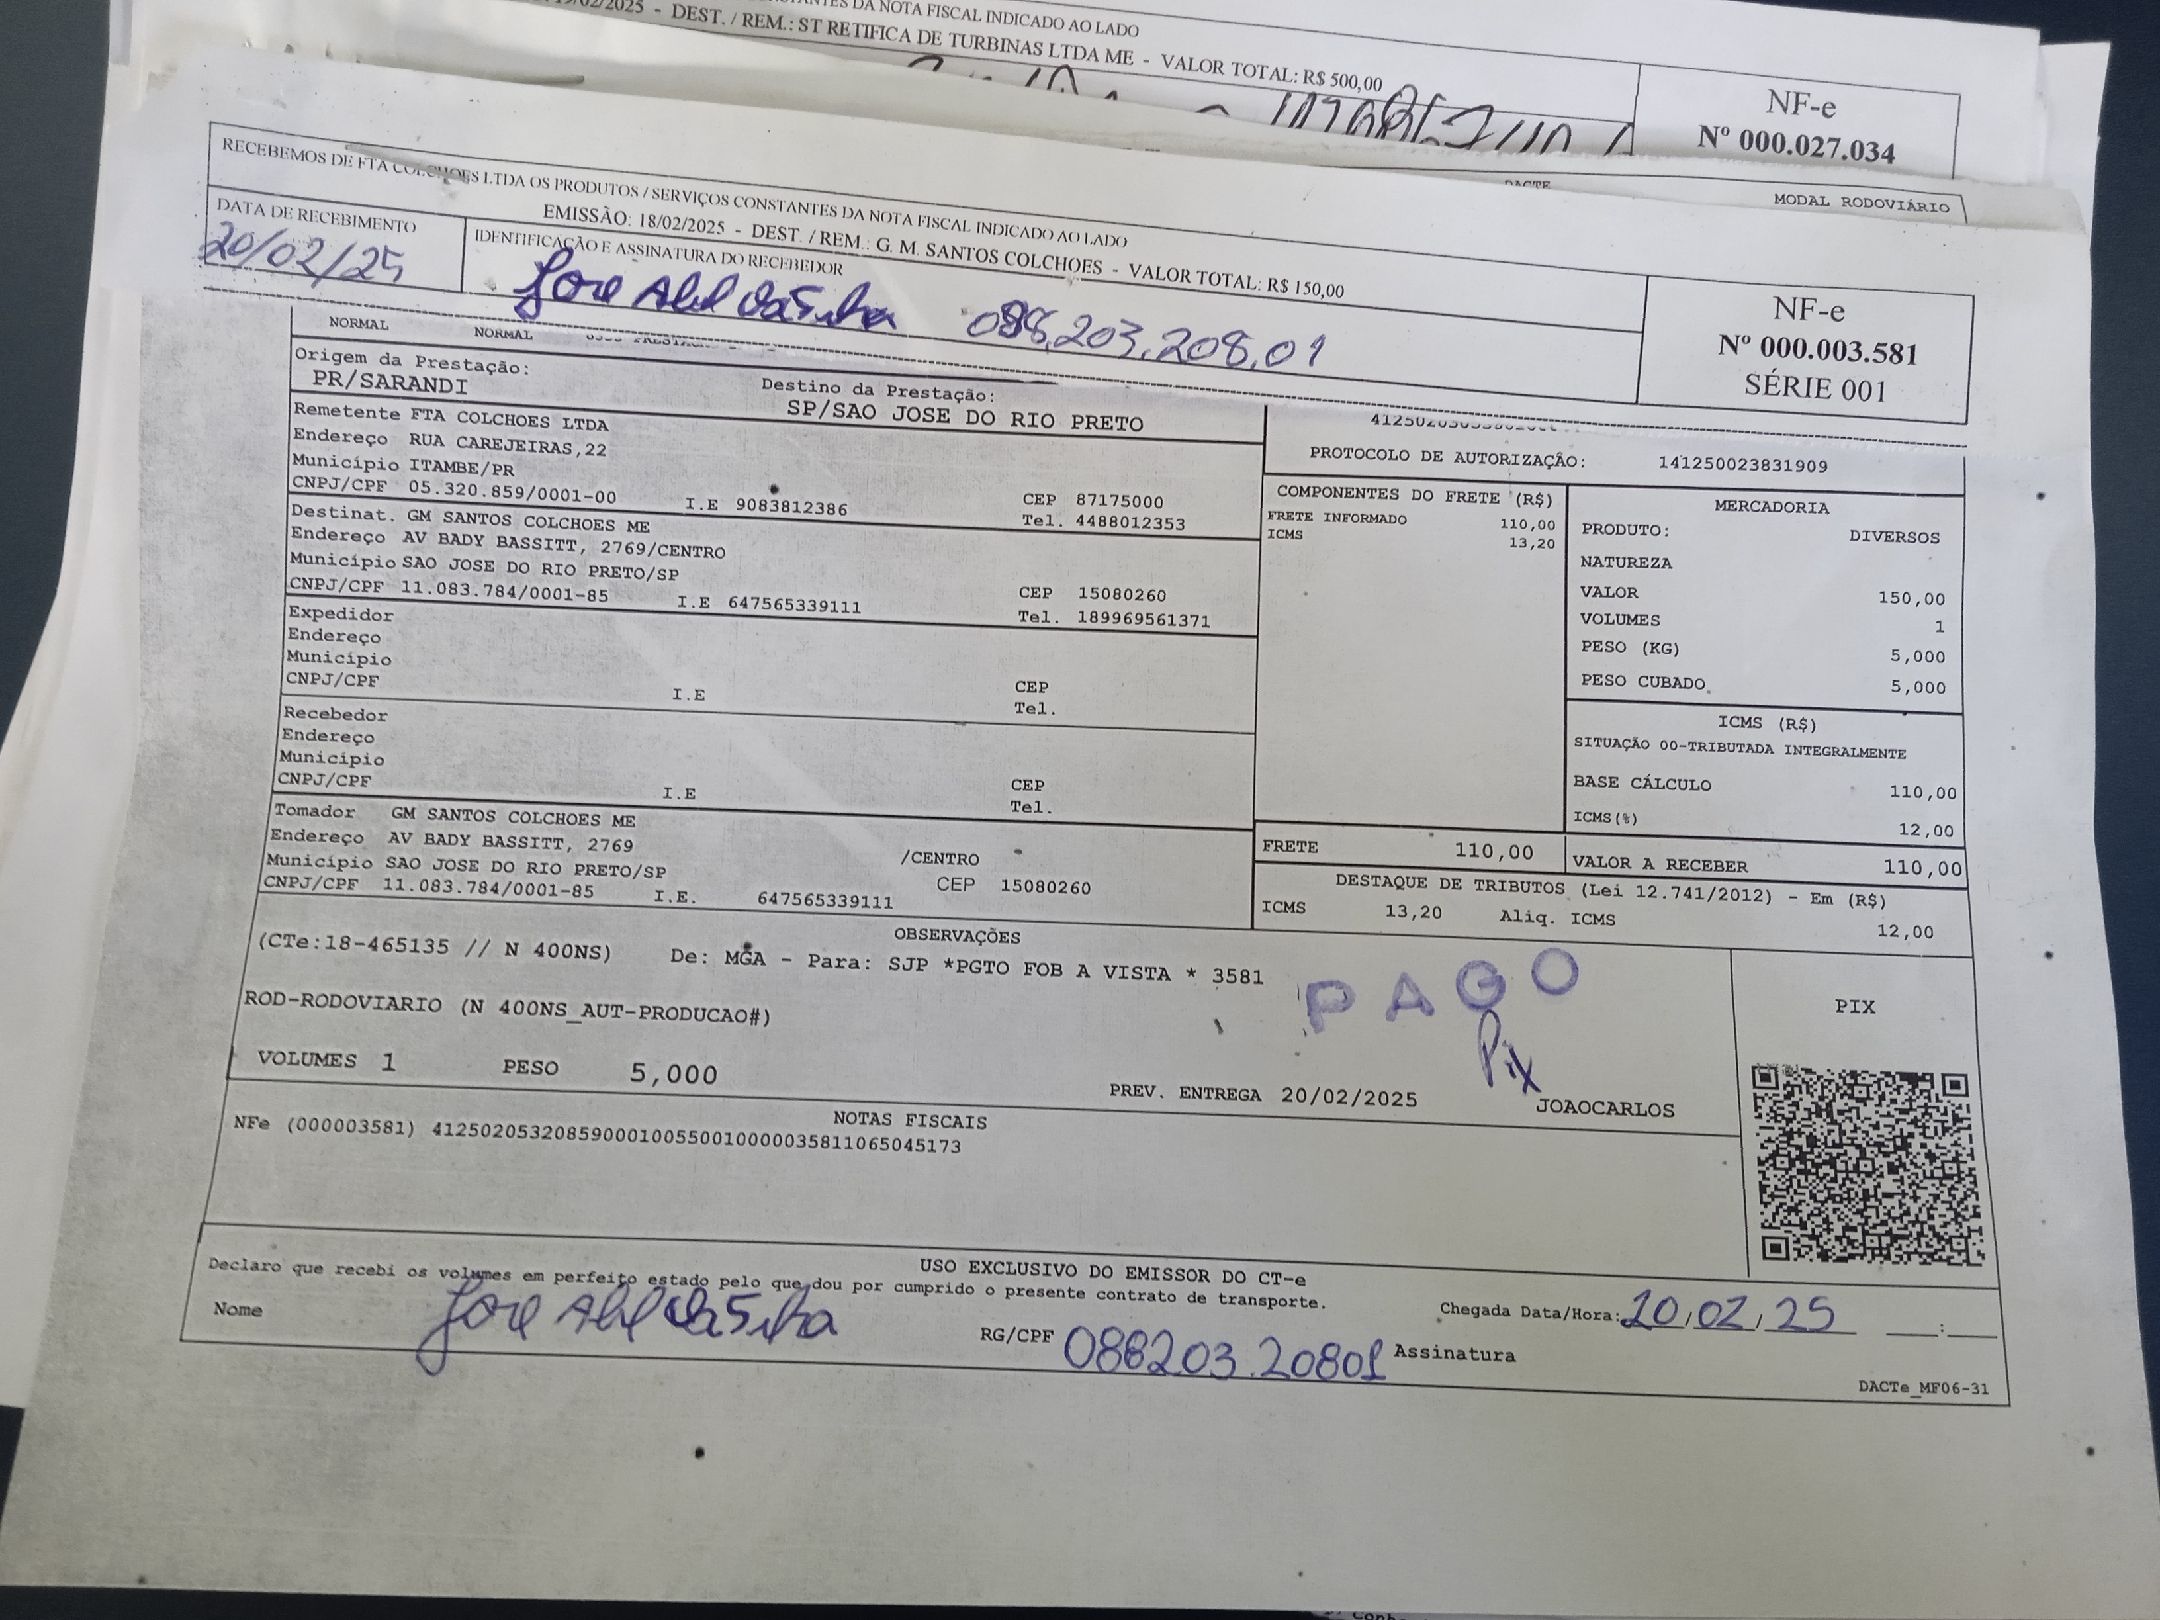 DA NOTA FISCAL INDICADO AO LADO
/02/2025 - DEST. / REM.: ST RETIFICA DE TURBINAS LTDA ME - VALOR TOTAL: R$ 500,00
NF-e
Nº 000.027.034
DACTE
MODAL RODOVIÁRIO
RECEBEMOS DE FTA COLCHOES LTDA OS PRODUTOS / SERVIÇOS CONSTANTES DA NOTA FISCAL INDICADO AO LADO
EMISSÃO: 18/02/2025 - DEST. / REM.: G. M. SANTOS COLCHOES - VALOR TOTAL: R$ 150,00
DATA DE RECEBIMENTO
20/02/25
IDENTIFICAÇÃO E ASSINATURA DO RECEBEDOR
Jose Abel da Silva 088.203.208.01
NF-e
Nº 000.003.581
SÉRIE 001
NORMAL NORMAL
Origem da Prestação:
PR/SARANDI
Destino da Prestação:
SP/SAO JOSE DO RIO PRETO
Remetente FTA COLCHOES LTDA
Endereço RUA CAREJEIRAS,22
Município ITAMBE/PR
CNPJ/CPF 05.320.859/0001-00 I.E 9083812386
CEP 87175000
Tel. 4488012353
Destinat. GM SANTOS COLCHOES ME
Endereço AV BADY BASSITT, 2769/CENTRO
Município SAO JOSE DO RIO PRETO/SP
CNPJ/CPF 11.083.784/0001-85 I.E 647565339111
CEP 15080260
Tel. 189969561371
Expedidor
Endereço
Município
CNPJ/CPF I.E
CEP
Tel.
Recebedor
Endereço
Município
CNPJ/CPF I.E
CEP
Tel.
Tomador GM SANTOS COLCHOES ME
Endereço AV BADY BASSITT, 2769 /CENTRO
Município SAO JOSE DO RIO PRETO/SP CEP 15080260
CNPJ/CPF 11.083.784/0001-85 I.E. 647565339111
PROTOCOLO DE AUTORIZAÇÃO: 141250023831909
COMPONENTES DO FRETE (R$)
FRETE INFORMADO 110,00
ICMS 13,20
MERCADORIA
PRODUTO: DIVERSOS
NATUREZA
VALOR 150,00
VOLUMES 1
PESO (KG) 5,000
PESO CUBADO 5,000
ICMS (R$)
SITUAÇÃO 00-TRIBUTADA INTEGRALMENTE
BASE CÁLCULO 110,00
ICMS(%) 12,00
FRETE 110,00
VALOR A RECEBER 110,00
DESTAQUE DE TRIBUTOS (Lei 12.741/2012) - Em (R$)
ICMS 13,20 Aliq. ICMS 12,00
OBSERVAÇÕES
(CTe:18-465135 // N 400NS) De: MGA - Para: SJP *PGTO FOB A VISTA * 3581
ROD-RODOVIARIO (N 400NS_AUT-PRODUCAO#)
PAGO
Pix
PIX
VOLUMES 1 PESO 5,000
PREV. ENTREGA 20/02/2025 JOAOCARLOS
NOTAS FISCAIS
NFe (000003581) 41250205320859000100550010000035811065045173
USO EXCLUSIVO DO EMISSOR DO CT-e
Declaro que recebi os volumes em perfeito estado pelo que dou por cumprido o presente contrato de transporte.
Nome Jose Abel da Silva
RG/CPF 088203.20801 Assinatura
Chegada Data/Hora: 20/02/25 __:__
DACTe_MF06-31